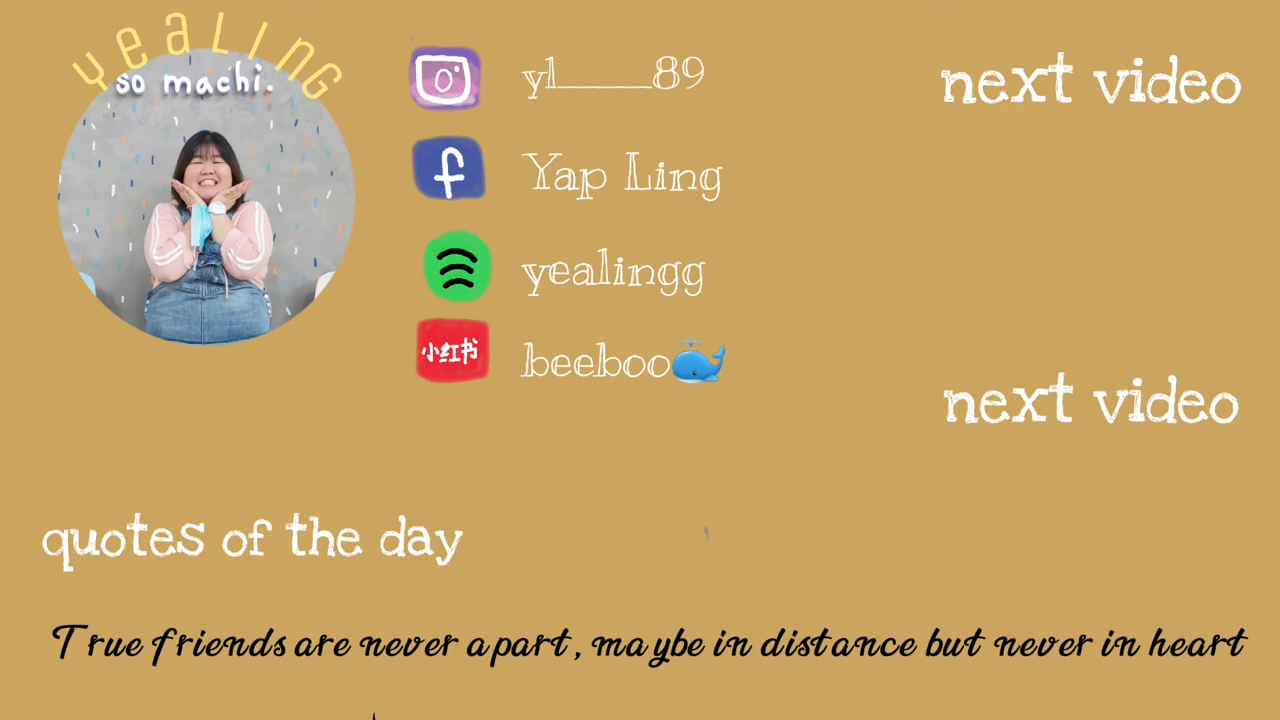 yealing
so machi.
yl_____89
Yap Ling
yealingg
小红书
beeboo🐳
next video
next video
quotes of the day
True friends are never apart, maybe in distance but never in heart